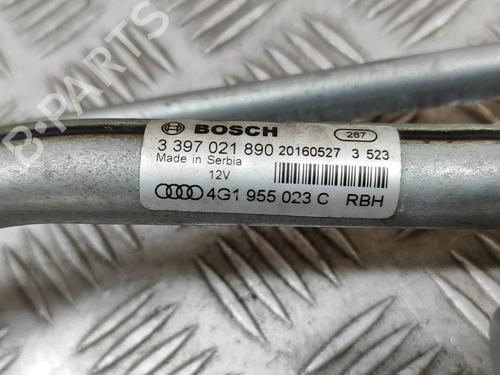 B-PARTS
BOSCH
287
3 397 021 890 20160527 3 523
Made in Serbia
12V
4G1 955 023 C RBH